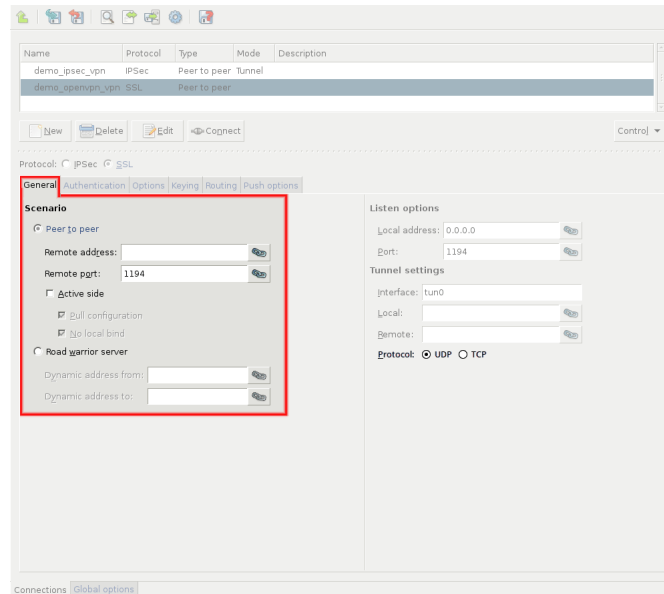 Name Protocol Type Mode Description
demo_ipsec_vpn IPSec Peer to peer Tunnel
demo_openvpn_vpn SSL Peer to peer
New Delete Edit Connect Control
Protocol: IPSec SSL
General Authentication Options Keying Routing Push options
Scenario
Peer to peer
Remote address:
Remote port: 1194
Active side
Pull configuration
No local bind
Road warrior server
Dynamic address from:
Dynamic address to:
Listen options
Local address: 0.0.0.0
Port: 1194
Tunnel settings
Interface: tun0
Local:
Remote:
Protocol: UDP TCP
Connections Global options